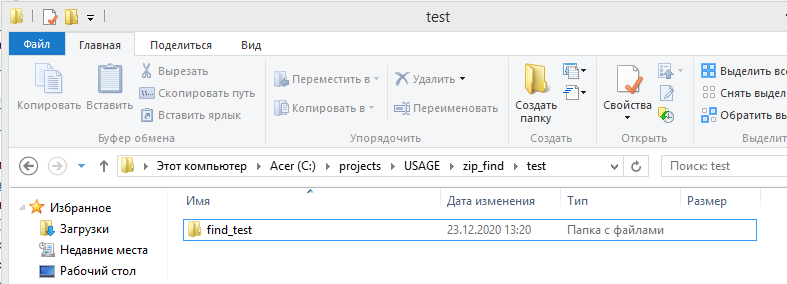 test
Файл Главная Поделиться Вид
Копировать Вставить Вырезать Скопировать путь Вставить ярлык
Буфер обмена
Переместить в Копировать в Удалить Переименовать
Упорядочить
Создать папку
Создать
Свойства
Открыть
Выделить все
Снять выдел
Обратить вы
Выделит
Этот компьютер Acer (C:) projects USAGE zip_find test Поиск: test
Имя Дата изменения Тип Размер
Избранное
Загрузки
Недавние места
Рабочий стол
find_test 23.12.2020 13:20 Папка с файлами